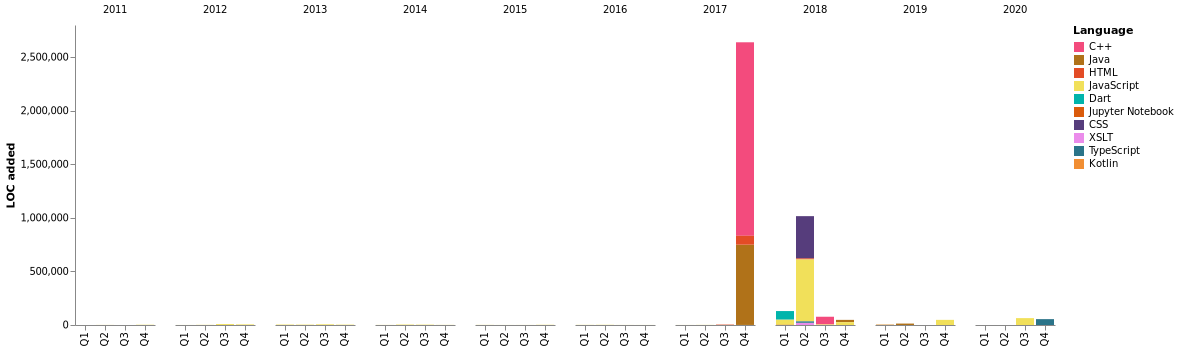 2011 2012 2013 2014 2015 2016 2017 2018 2019 2020
LOC added
2,500,000
2,000,000
1,500,000
1,000,000
500,000
0
Q1 Q2 Q3 Q4 Q1 Q2 Q3 Q4 Q1 Q2 Q3 Q4 Q1 Q2 Q3 Q4 Q1 Q2 Q3 Q4 Q1 Q2 Q3 Q4 Q1 Q2 Q3 Q4 Q1 Q2 Q3 Q4 Q1 Q2 Q3 Q4 Q1 Q2 Q3 Q4
Language
C++
Java
HTML
JavaScript
Dart
Jupyter Notebook
CSS
XSLT
TypeScript
Kotlin